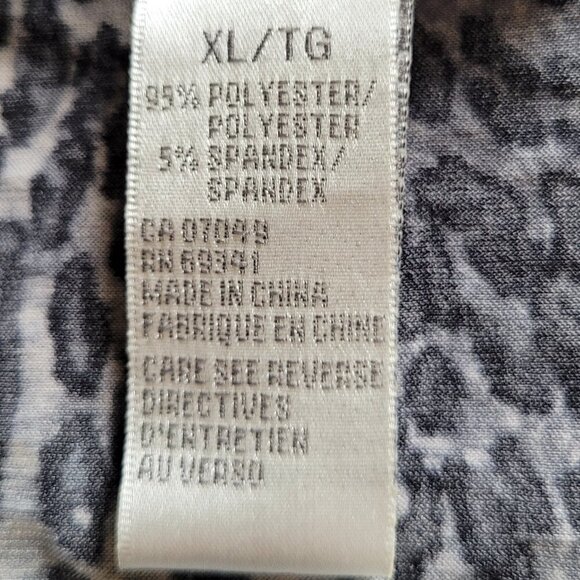 XL/TG
95% POLYESTER/
POLYESTER
5% SPANDEX/
SPANDEX
CA 07049
RN 69341
MADE IN CHINA
FABRIQUE EN CHINE
CARE SEE REVERSE
DIRECTIVES
D'ENTRETIEN
AU VERSO